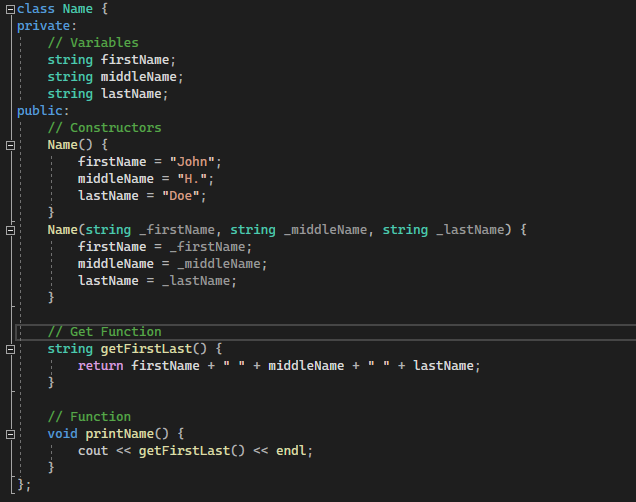 class Name {
private:
    // Variables
    string firstName;
    string middleName;
    string lastName;
public:
    // Constructors
    Name() {
        firstName = "John";
        middleName = "H.";
        lastName = "Doe";
    }
    Name(string _firstName, string _middleName, string _lastName) {
        firstName = _firstName;
        middleName = _middleName;
        lastName = _lastName;
    }

    // Get Function
    string getFirstLast() {
        return firstName + " " + middleName + " " + lastName;
    }

    // Function
    void printName() {
        cout << getFirstLast() << endl;
    }
};